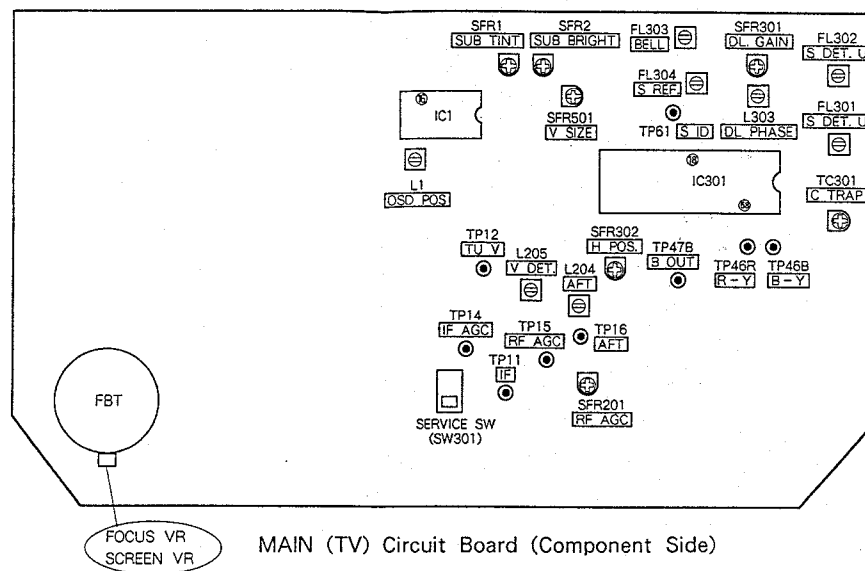 SFR1
SUB TINT
SFR2
SUB BRIGHT
FL303
BELL
SFR301
DL. GAIN
FL302
S DET. U
FL304
S REF.
FL301
S DET. U
16
IC1
SFR501
V SIZE
TP61
S ID
L303
DL PHASE
IC301
L1
OSD POS
TC301
C TRAP
TP12
TU V
SFR302
H POS.
L205
V DET.
L204
AFT
TP47B
B OUT
TP46R
R-Y
TP46B
B-Y
TP14
IF AGC
TP15
RF AGC
TP16
AFT
TP11
IF
FBT
SERVICE SW
(SW301)
SFR201
RF AGC
FOCUS VR
SCREEN VR
MAIN (TV) Circuit Board (Component Side)